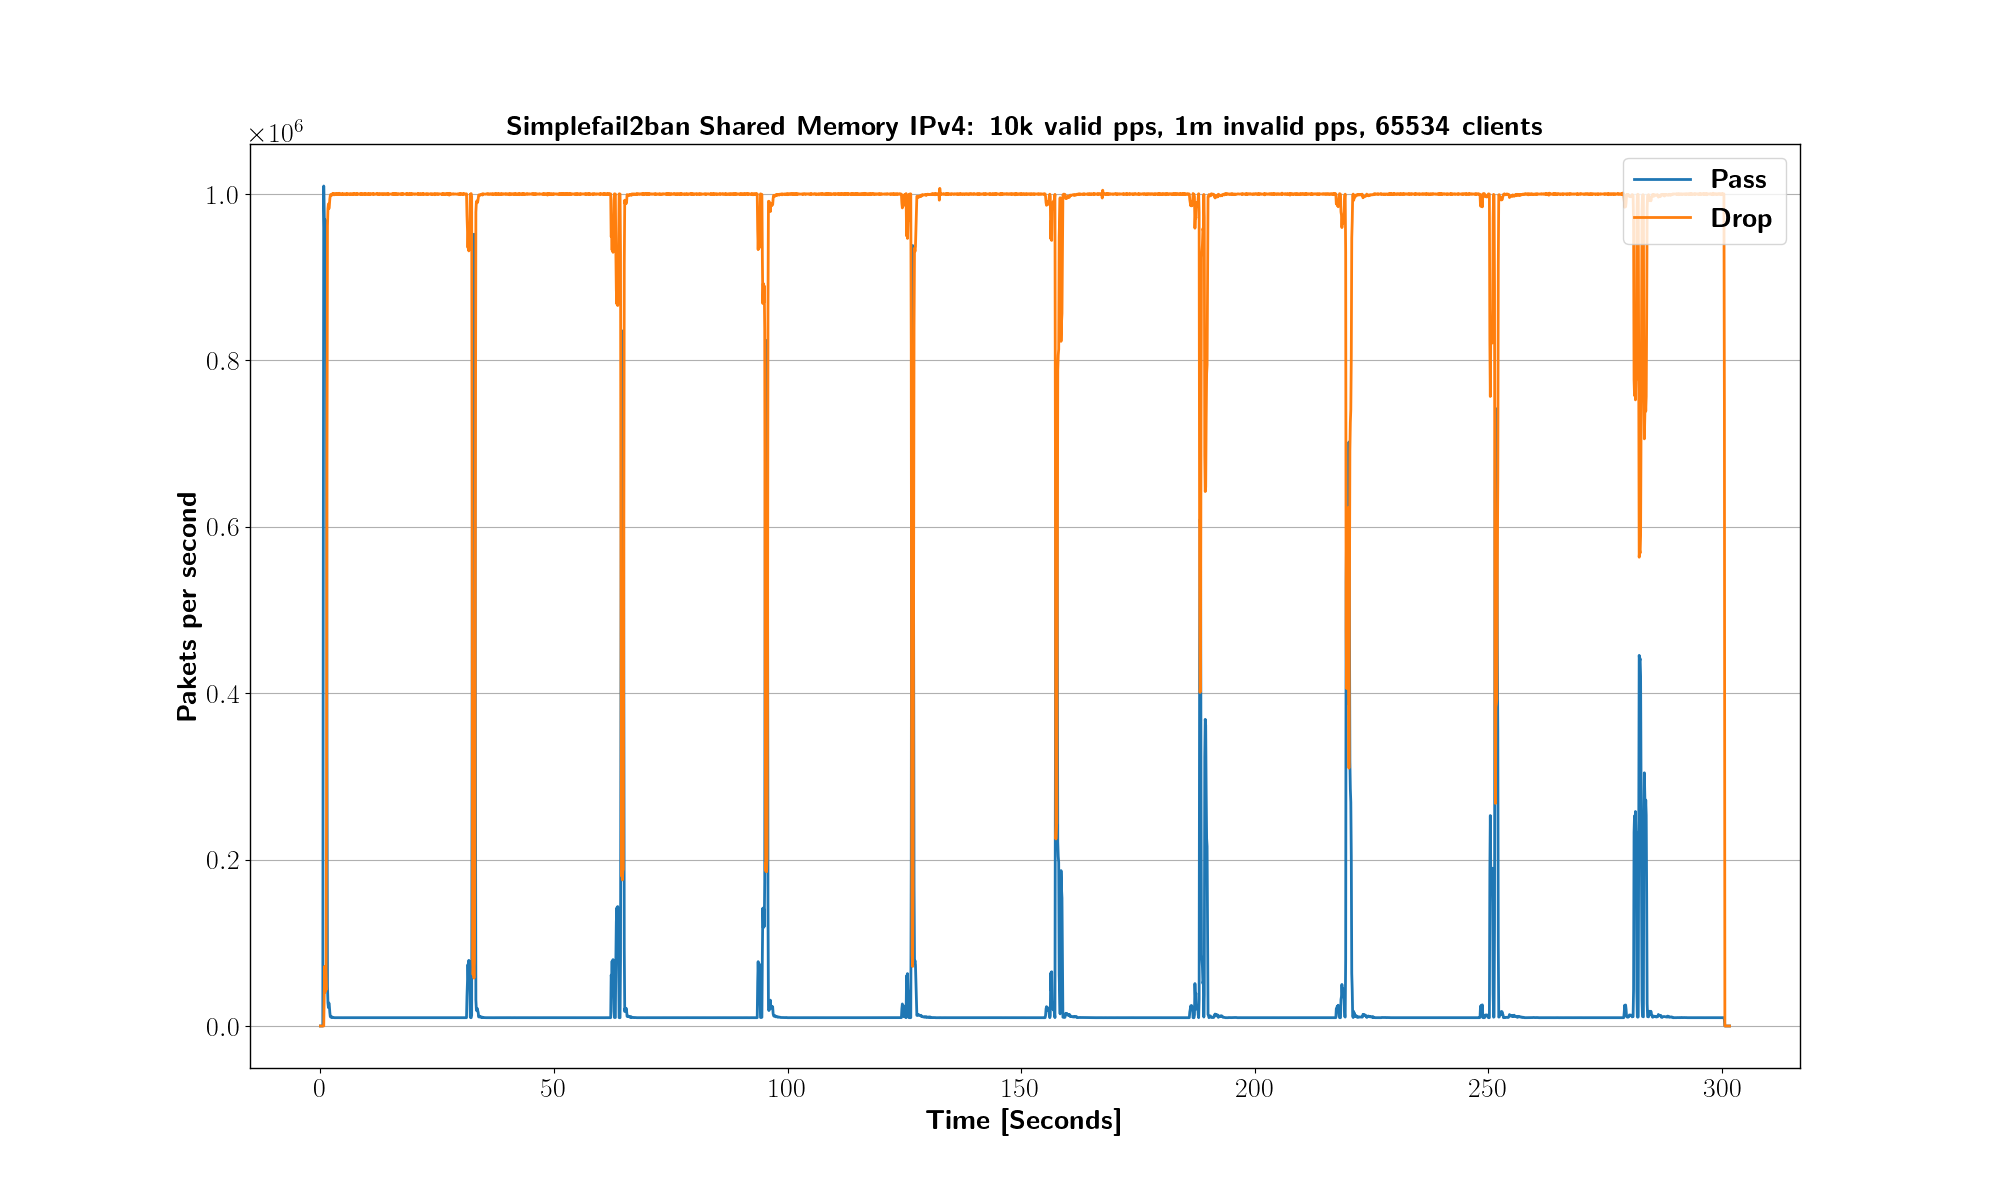 Simplefail2ban Shared Memory IPv4: 10k valid pps, 1m invalid pps, 65534 clients
×10⁶
Pass
Drop
1.0
0.8
0.6
0.4
0.2
0.0
Pakets per second
0 50 100 150 200 250 300
Time [Seconds]